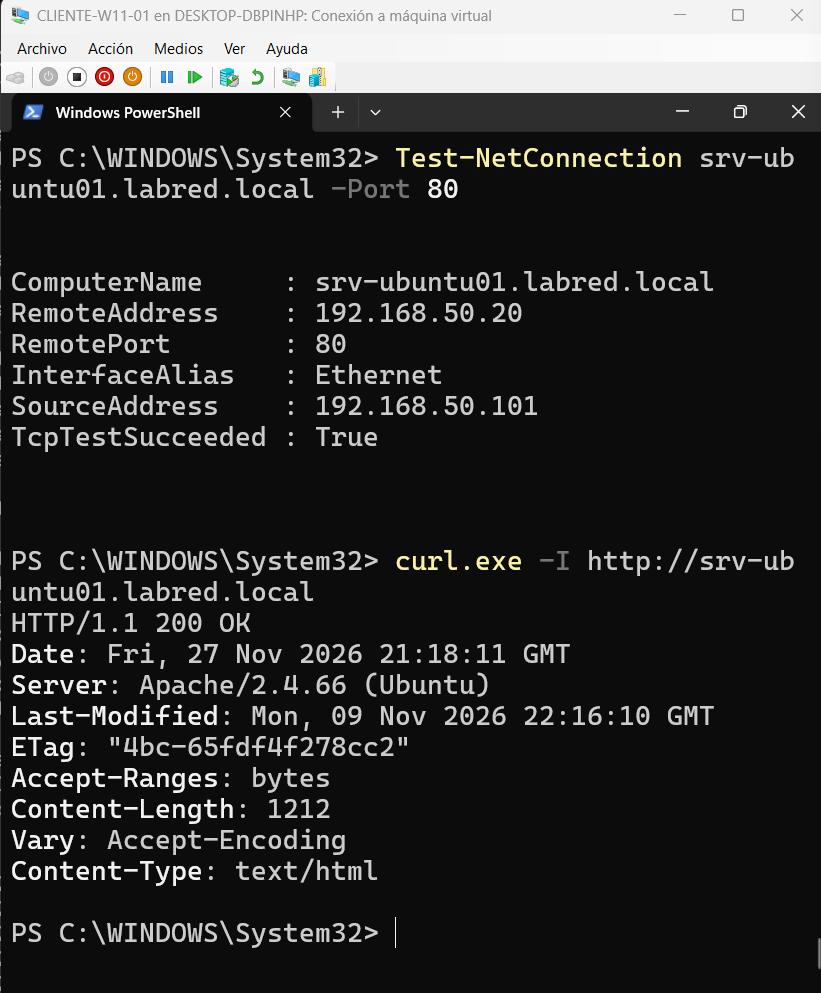 CLIENTE-W11-01 en DESKTOP-DBPINHP: Conexión a máquina virtual
Archivo Acción Medios Ver Ayuda
Windows PowerShell
PS C:\WINDOWS\System32> Test-NetConnection srv-ub
untu01.labred.local -Port 80
ComputerName     : srv-ubuntu01.labred.local
RemoteAddress    : 192.168.50.20
RemotePort       : 80
InterfaceAlias   : Ethernet
SourceAddress    : 192.168.50.101
TcpTestSucceeded : True
PS C:\WINDOWS\System32> curl.exe -I http://srv-ub
untu01.labred.local
HTTP/1.1 200 OK
Date: Fri, 27 Nov 2026 21:18:11 GMT
Server: Apache/2.4.66 (Ubuntu)
Last-Modified: Mon, 09 Nov 2026 22:16:10 GMT
ETag: "4bc-65fdf4f278cc2"
Accept-Ranges: bytes
Content-Length: 1212
Vary: Accept-Encoding
Content-Type: text/html
PS C:\WINDOWS\System32>